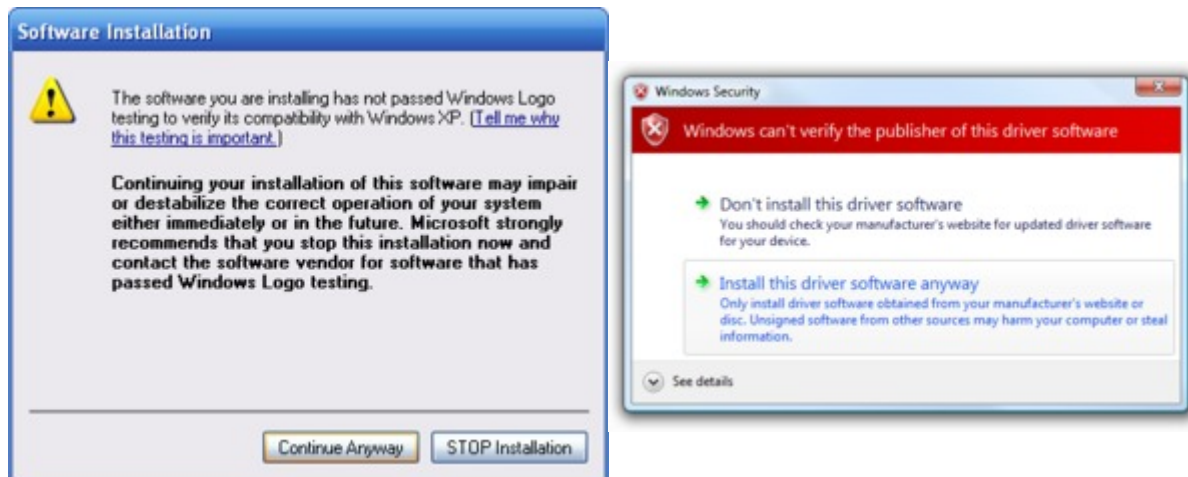 Software Installation
The software you are installing has not passed Windows Logo
testing to verify its compatibility with Windows XP. (Tell me why
this testing is important.)
Continuing your installation of this software may impair
or destabilize the correct operation of your system
either immediately or in the future. Microsoft strongly
recommends that you stop this installation now and
contact the software vendor for software that has
passed Windows Logo testing.
Continue Anyway
STOP Installation
Windows Security
Windows can't verify the publisher of this driver software
Don't install this driver software
You should check your manufacturer's website for updated driver software
for your device.
Install this driver software anyway
Only install driver software obtained from your manufacturer's website or
disc. Unsigned software from other sources may harm your computer or steal
information.
See details